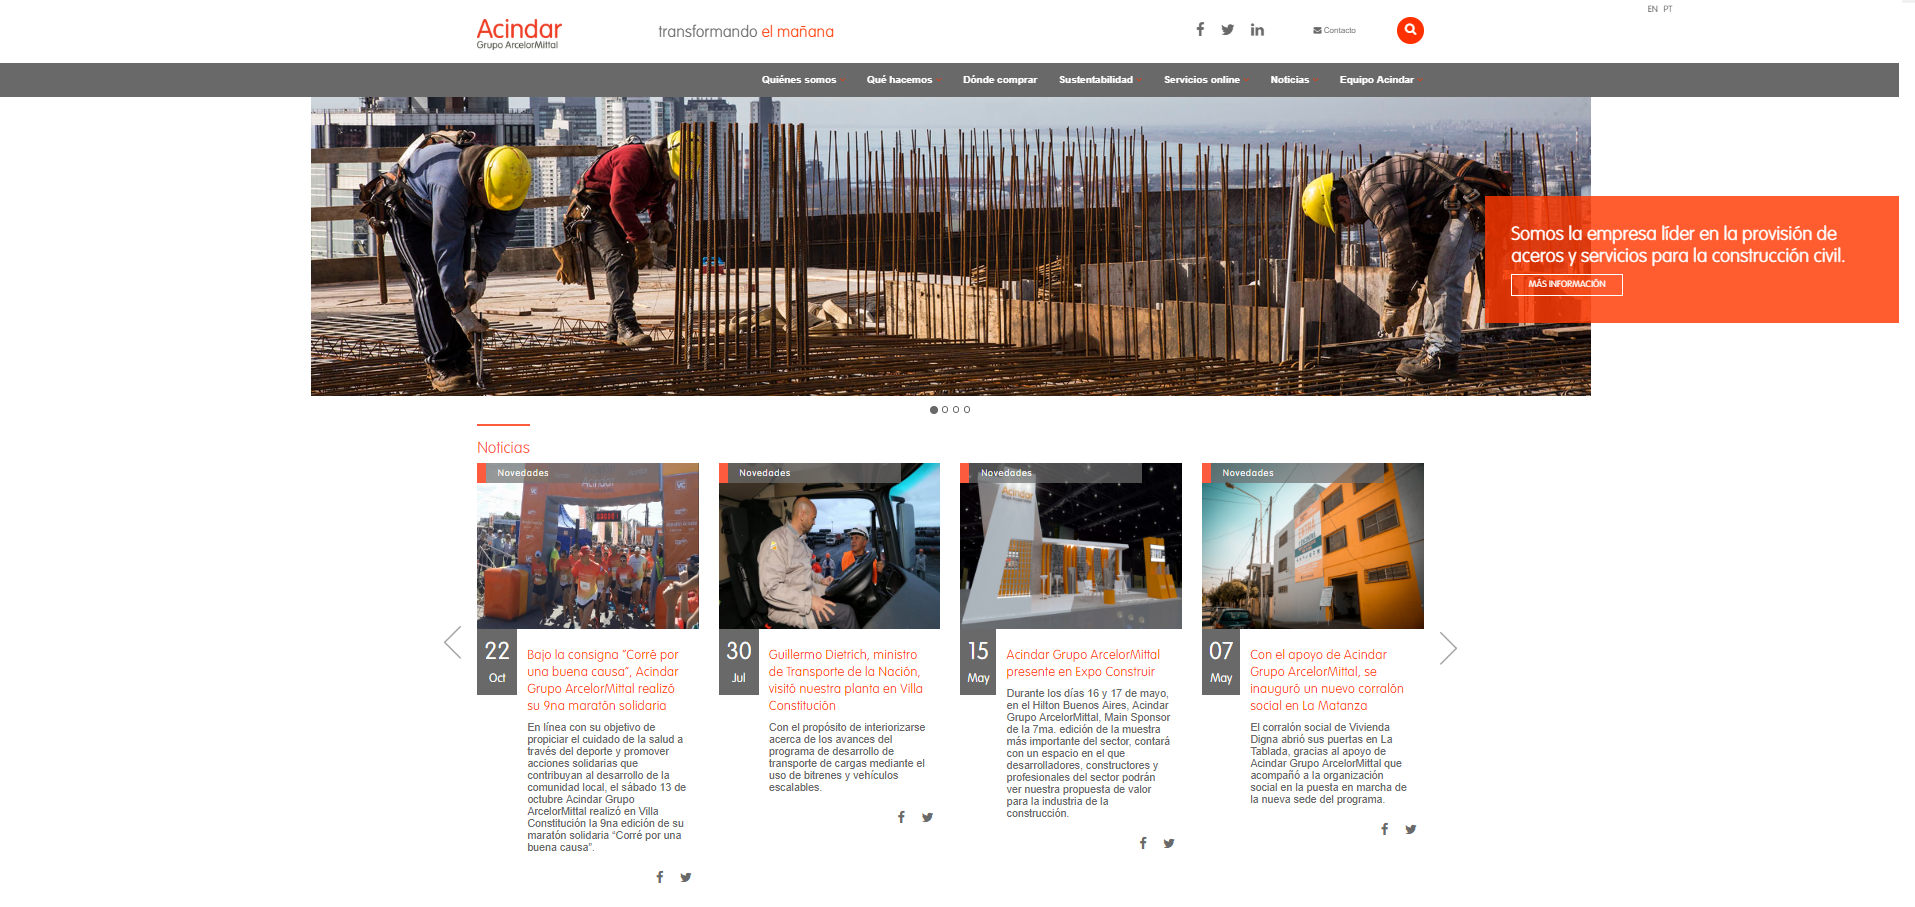 EN PT
Acindar
Grupo ArcelorMittal
transformando el mañana
Contacto
Quiénes somos
Qué hacemos
Dónde comprar
Sustentabilidad
Servicios online
Noticias
Equipo Acindar
Somos la empresa líder en la provisión de
aceros y servicios para la construcción civil.
MÁS INFORMACIÓN
Noticias
Novedades
Acindar
22
Oct
Bajo la consigna “Corré por
una buena causa”, Acindar
Grupo ArcelorMittal realizó
su 9na maratón solidaria
En línea con su objetivo de
propiciar el cuidado de la salud a
través del deporte y promover
acciones solidarias que
contribuyan al desarrollo de la
comunidad local, el sábado 13 de
octubre Acindar Grupo
ArcelorMittal realizó en Villa
Constitución la 9na edición de su
maratón solidaria “Corré por una
buena causa”.
Novedades
30
Jul
Guillermo Dietrich, ministro
de Transporte de la Nación,
visitó nuestra planta en Villa
Constitución
Con el propósito de interiorizarse
acerca de los avances del
programa de desarrollo de
transporte de cargas mediante el
uso de bitrenes y vehículos
escalables.
Novedades
Acindar
15
May
Acindar Grupo ArcelorMittal
presente en Expo Construir
Durante los días 16 y 17 de mayo,
en el Hilton Buenos Aires, Acindar
Grupo ArcelorMittal, Main Sponsor
de la 7ma. edición de la muestra
más importante del sector, contará
con un espacio en el que
desarrolladores, constructores y
profesionales del sector podrán
ver nuestra propuesta de valor
para la industria de la
construcción.
Novedades
07
May
Con el apoyo de Acindar
Grupo ArcelorMittal, se
inauguró un nuevo corralón
social en La Matanza
El corralón social de Vivienda
Digna abrió sus puertas en La
Tablada, gracias al apoyo de
Acindar Grupo ArcelorMittal que
acompañó a la organización
social en la puesta en marcha de
la nueva sede del programa.